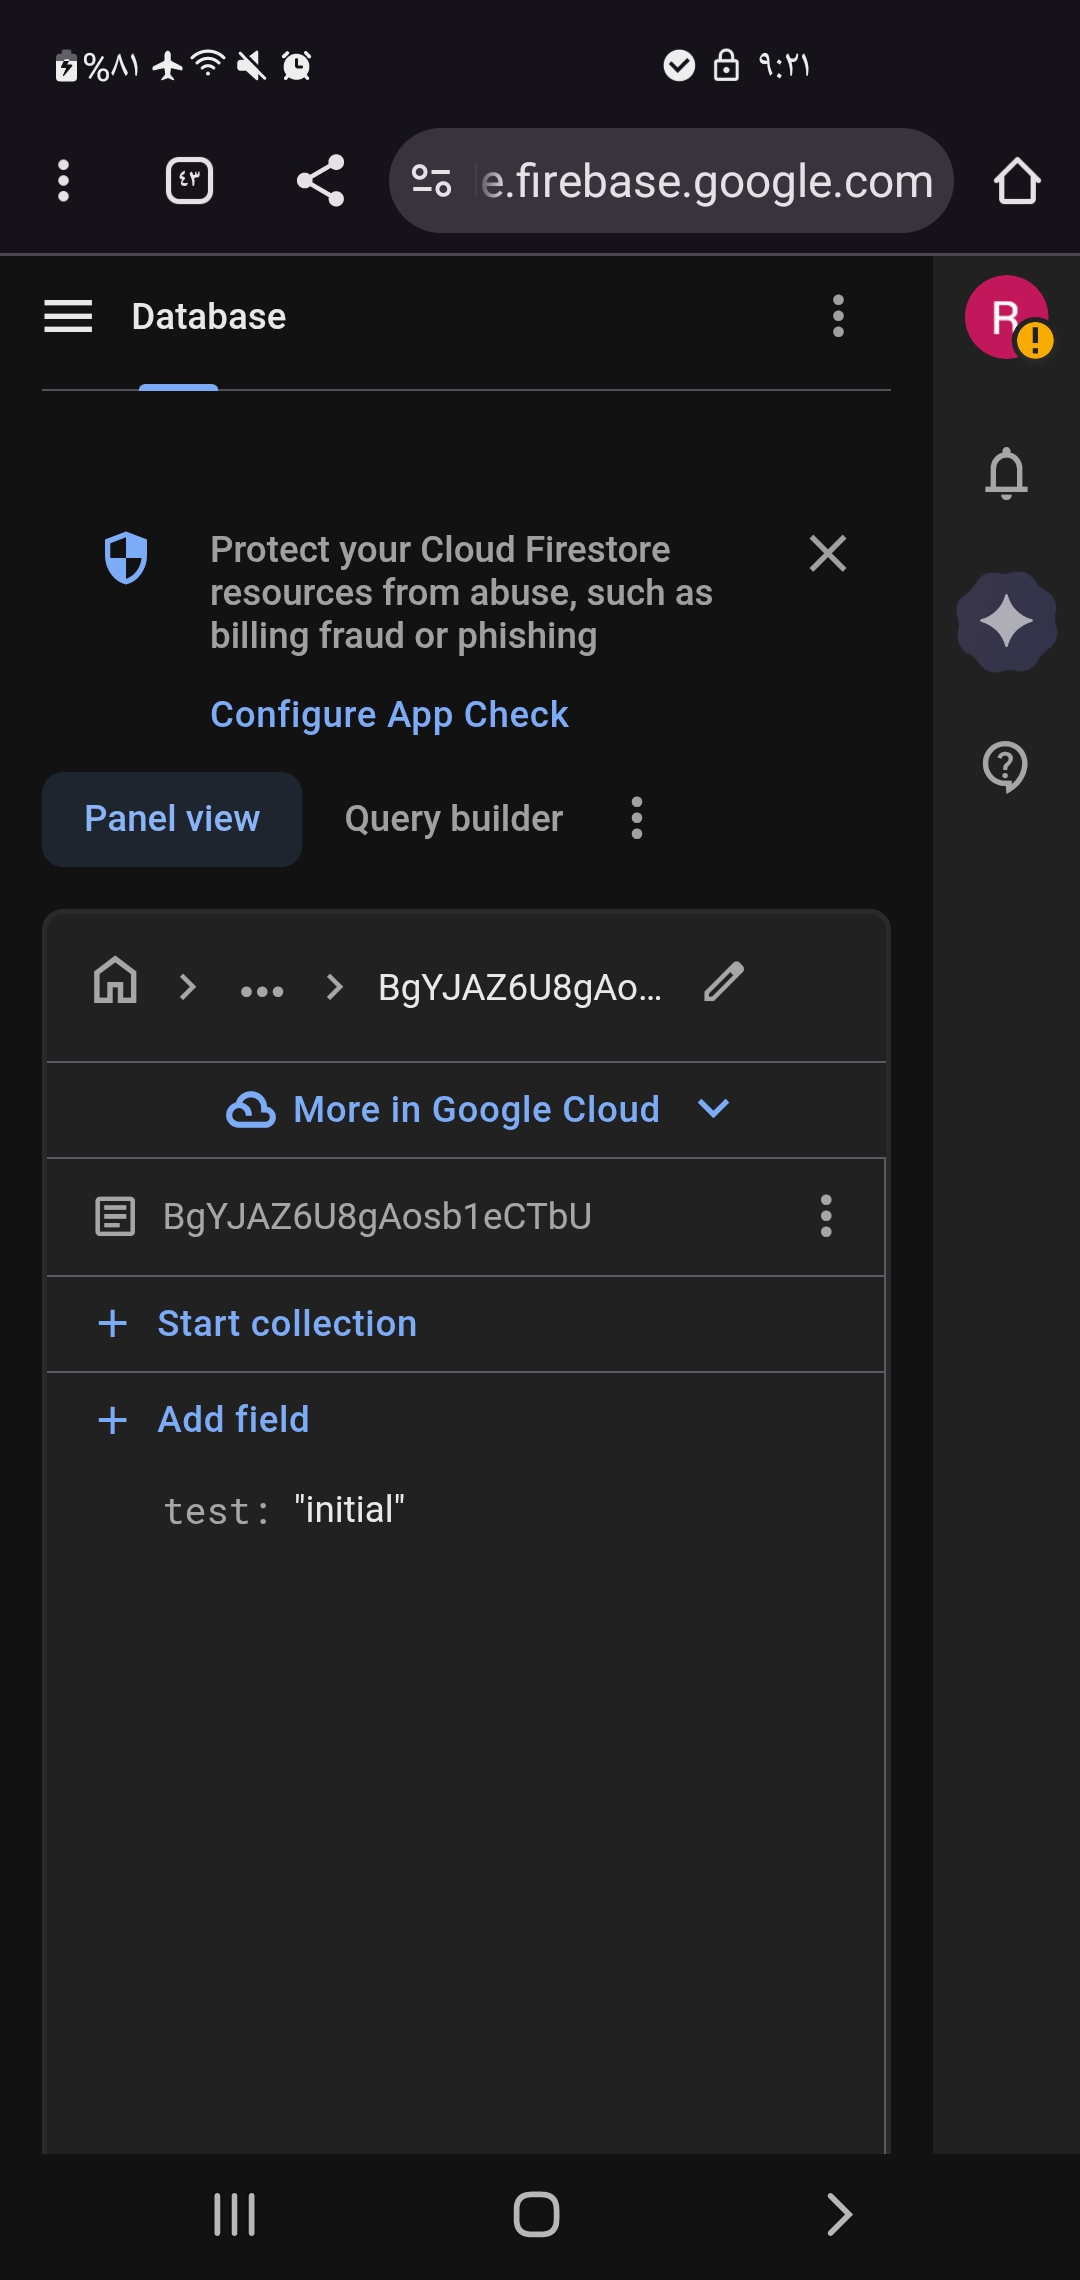 %٨١
٩:٢١
٤٣
e.firebase.google.com
Database
R
Protect your Cloud Firestore
resources from abuse, such as
billing fraud or phishing
Configure App Check
Panel view
Query builder
BgYJAZ6U8gAo...
More in Google Cloud
BgYJAZ6U8gAosb1eCTbU
+ Start collection
+ Add field
test: "initial"